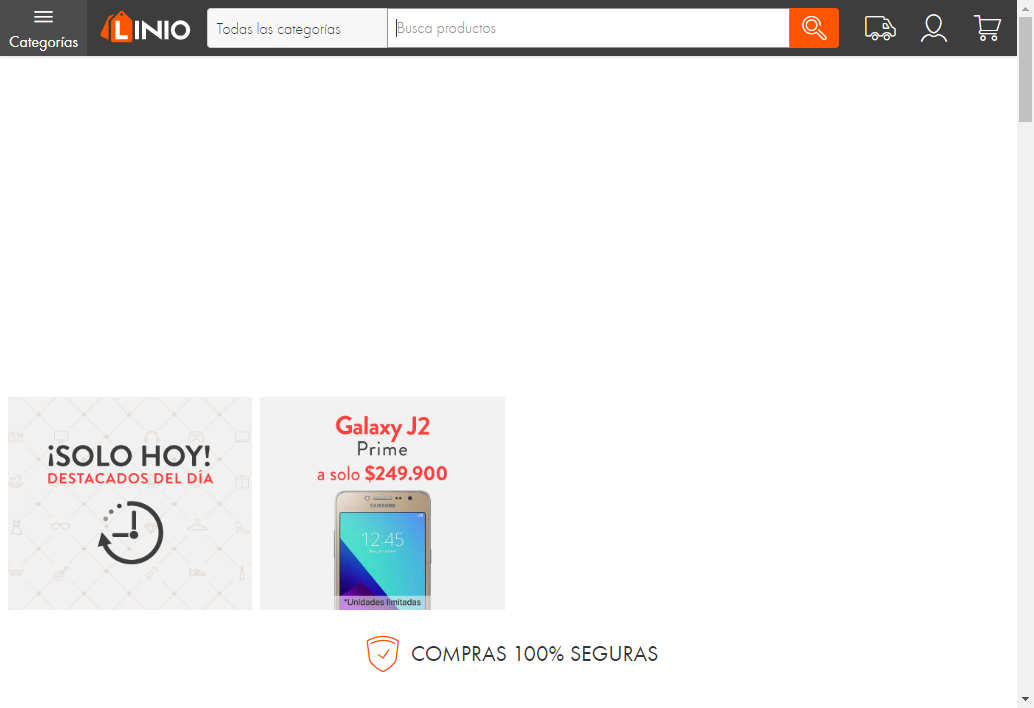 Categorías
LINIO
Todas las categorías
Busca productos
¡SOLO HOY!
DESTACADOS DEL DÍA
Galaxy J2
Prime
a solo $249.900
SAMSUNG
12:45
*Unidades limitadas
COMPRAS 100% SEGURAS